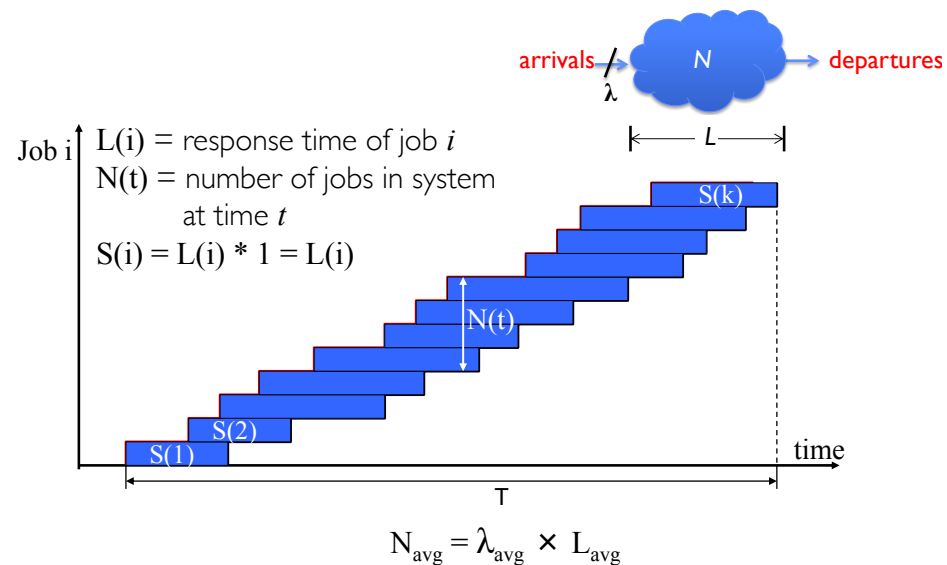 N
arrivals
departures
λ
L
Job i
L(i) = response time of job i
N(t) = number of jobs in system
at time t
S(i) = L(i) * 1 = L(i)
S(k)
N(t)
S(2)
S(1)
time
T
N_avg = λ_avg × L_avg